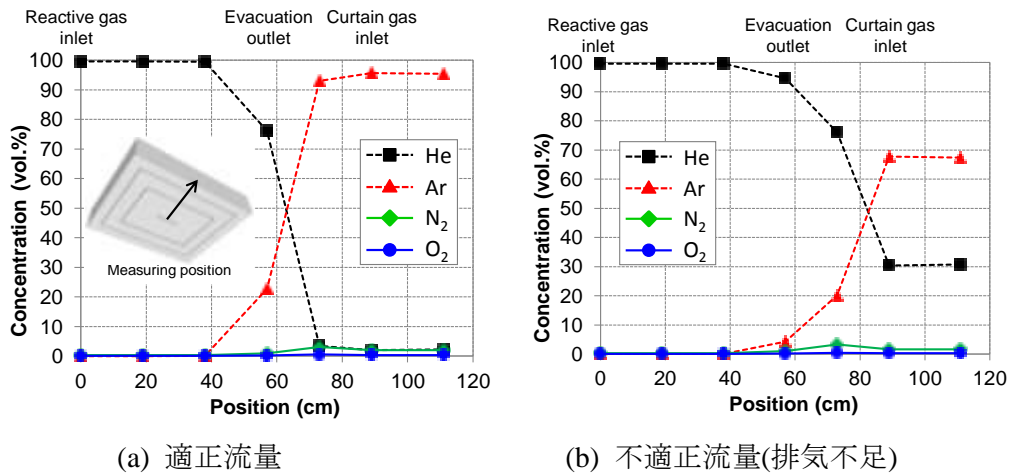 Reactive gas
inlet
Evacuation
outlet
Curtain gas
inlet
100
90
80
70
60
50
40
30
20
10
0
Concentration (vol.%)
He
Ar
N2
O2
Measuring position
0 20 40 60 80 100 120
Position (cm)
(a) 適正流量
Reactive gas
inlet
Evacuation
outlet
Curtain gas
inlet
100
90
80
70
60
50
40
30
20
10
0
Concentration (vol.%)
He
Ar
N2
O2
0 20 40 60 80 100 120
Position (cm)
(b) 不適正流量(排気不足)